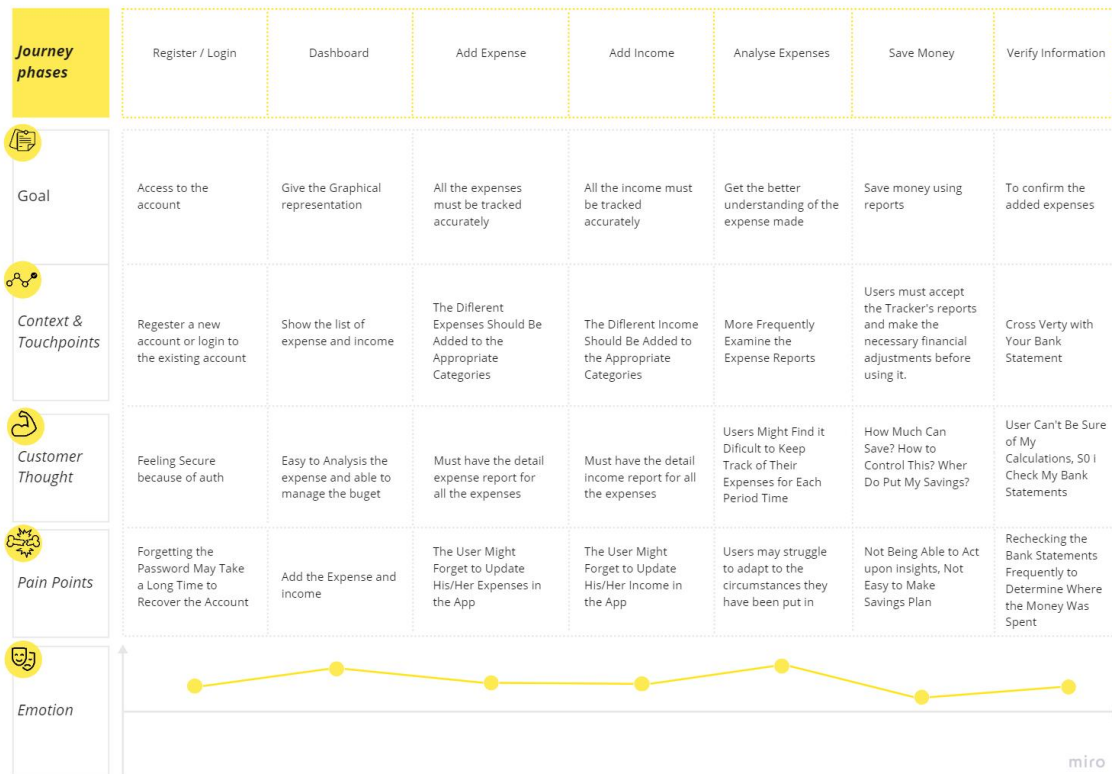 Journey
phases
Register / Login
Dashboard
Add Expense
Add Income
Analyse Expenses
Save Money
Verify Information
Goal
Access to the
account
Give the Graphical
representation
All the expenses
must be tracked
accurately
All the income must
be tracked
accurately
Get the better
understanding of the
expense made
Save money using
reports
To confirm the
added expenses
Context &
Touchpoints
Regester a new
account or login to
the existing account
Show the list of
expense and income
The Diflerent
Expenses Should Be
Added to the
Appropriate
Categories
The Diflerent Income
Should Be Added to
the Appropriate
Categories
More Frequently
Examine the
Expense Reports
Users must accept
the Tracker's reports
and make the
necessary financial
adjustments before
using it.
Cross Verty with
Your Bank
Statement
Customer
Thought
Feeling Secure
because of auth
Easy to Analysis the
expense and able to
manage the buget
Must have the detail
expense report for
all the expenses
Must have the detail
income report for all
the expenses
Users Might Find it
Dificult to Keep
Track of Their
Expenses for Each
Period Time
How Much Can
Save? How to
Control This? Wher
Do Put My Savings?
User Can't Be Sure
of My
Calculations, S0 i
Check My Bank
Statements
Pain Points
Forgetting the
Password May Take
a Long Time to
Recover the Account
Add the Expense and
income
The User Might
Forget to Update
His/Her Expenses in
the App
The User Might
Forget to Update
His/Her Income in
the App
Users may struggle
to adapt to the
circumstances they
have been put in
Not Being Able to Act
upon insights, Not
Easy to Make
Savings Plan
Rechecking the
Bank Statements
Frequently to
Determine Where
the Money Was
Spent
Emotion
miro